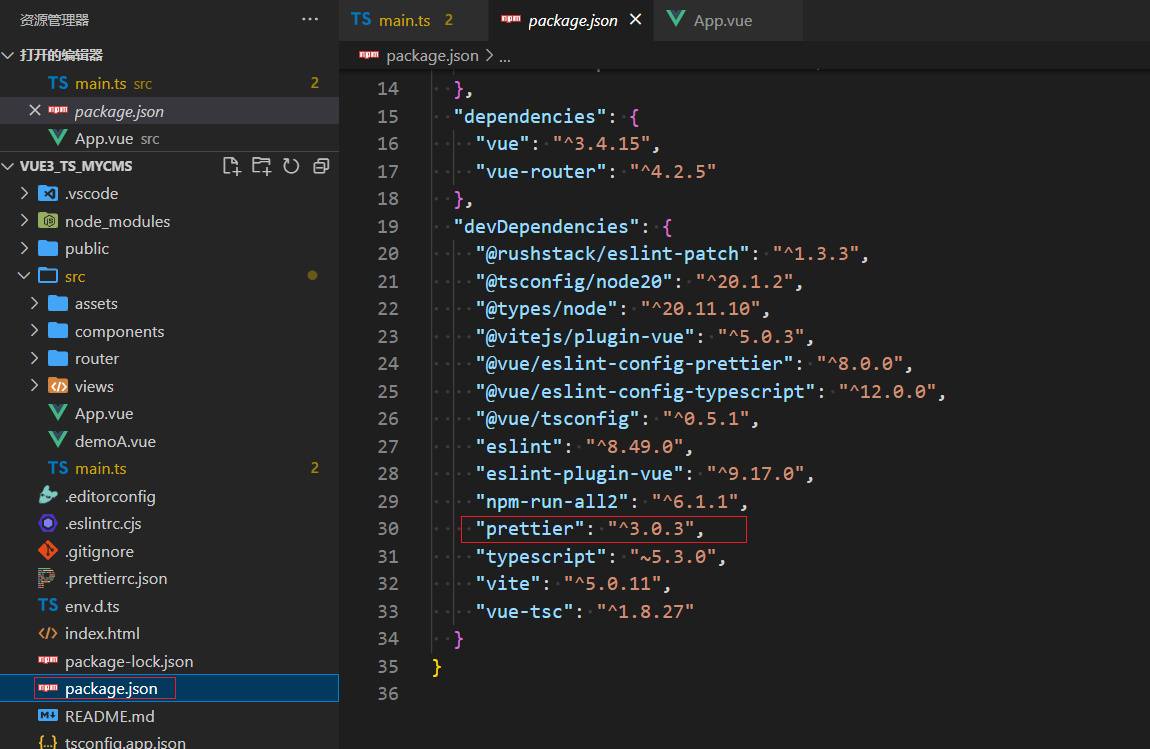 资源管理器
打开的编辑器
TS main.ts src 2
npm package.json
App.vue src
VUE3_TS_MYCMS
.vscode
node_modules
public
src
assets
components
router
views
App.vue
demoA.vue
TS main.ts 2
.editorconfig
.eslintrc.cjs
.gitignore
.prettierrc.json
TS env.d.ts
index.html
npm package-lock.json
npm package.json
README.md
{..} tsconfig.app.json
TS main.ts 2 npm package.json App.vue
npm package.json > ...
14 },
15 "dependencies": {
16 "vue": "^3.4.15",
17 "vue-router": "^4.2.5"
18 },
19 "devDependencies": {
20 "@rushstack/eslint-patch": "^1.3.3",
21 "@tsconfig/node20": "^20.1.2",
22 "@types/node": "^20.11.10",
23 "@vitejs/plugin-vue": "^5.0.3",
24 "@vue/eslint-config-prettier": "^8.0.0",
25 "@vue/eslint-config-typescript": "^12.0.0",
26 "@vue/tsconfig": "^0.5.1",
27 "eslint": "^8.49.0",
28 "eslint-plugin-vue": "^9.17.0",
29 "npm-run-all2": "^6.1.1",
30 "prettier": "^3.0.3",
31 "typescript": "~5.3.0",
32 "vite": "^5.0.11",
33 "vue-tsc": "^1.8.27"
34 }
35 }
36